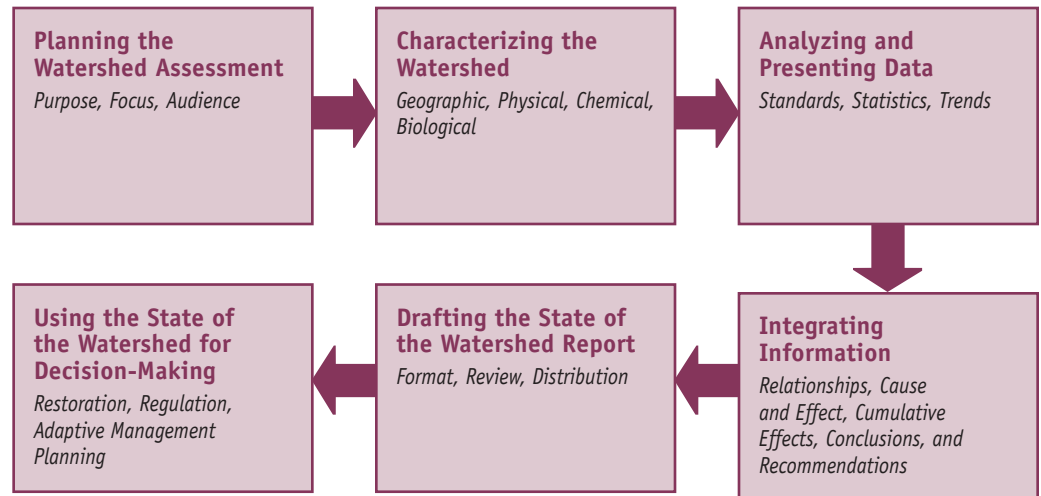 Planning the
Watershed Assessment
Purpose, Focus, Audience
Characterizing the
Watershed
Geographic, Physical, Chemical,
Biological
Analyzing and
Presenting Data
Standards, Statistics, Trends
Integrating
Information
Relationships, Cause
and Effect, Cumulative
Effects, Conclusions, and
Recommendations
Drafting the State of
the Watershed Report
Format, Review, Distribution
Using the State of
the Watershed for
Decision-Making
Restoration, Regulation,
Adaptive Management
Planning